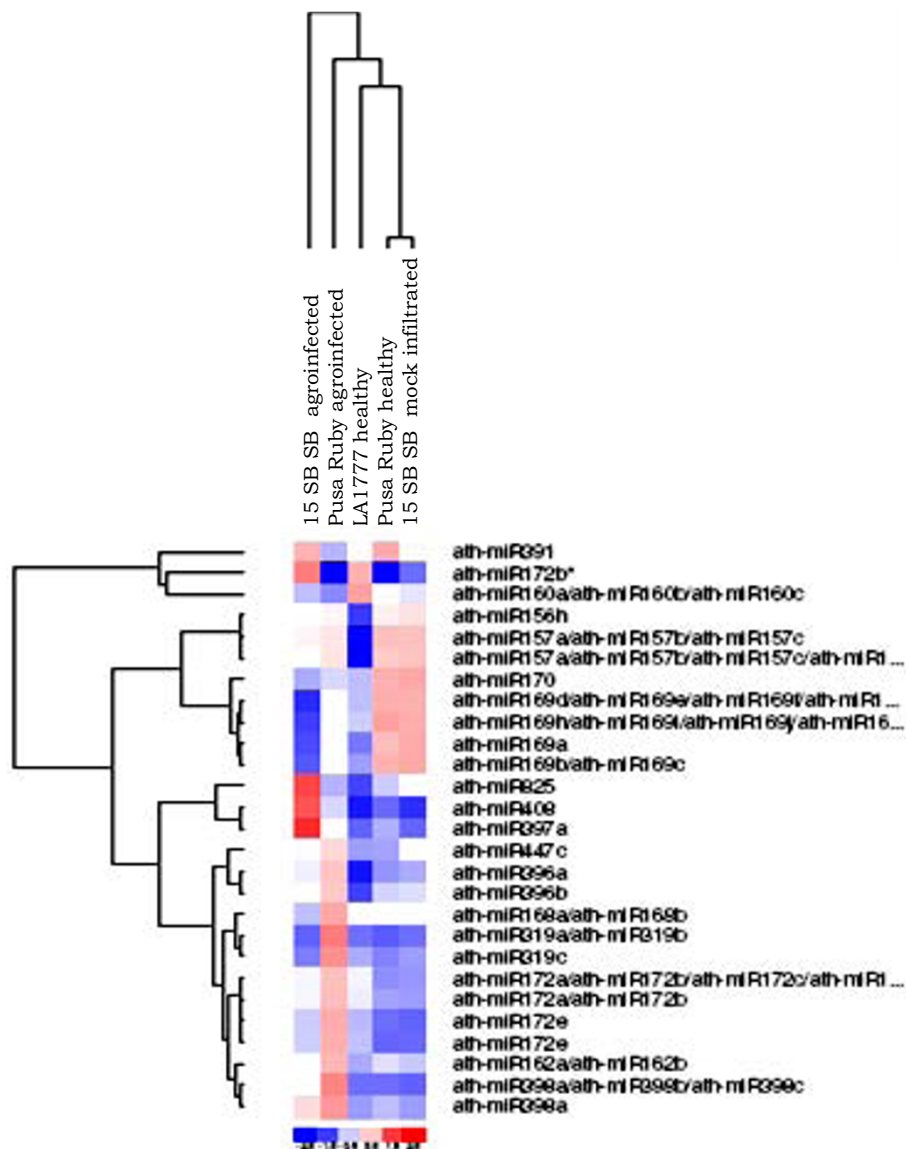 15 SB SB agroinfected
Pusa Ruby agroinfected
LA1777 healthy
Pusa Ruby healthy
15 SB SB mock infiltrated
ath-miR391
ath-miR172b*
ath-miR160a/ath-miR160b/ath-miR160c
ath-miR156h
ath-miR157a/ath-miR157b/ath-miR157c
ath-miR157a/ath-miR157b/ath-miR157c/ath-miR1...
ath-miR170
ath-miR169d/ath-miR169e/ath-miR169f/ath-miR1...
ath-miR169h/ath-miR169i/ath-miR169j/ath-miR16...
ath-miR169a
ath-miR169b/ath-miR169c
ath-miR825
ath-miR408
ath-miR397a
ath-miR447c
ath-miR396a
ath-miR396b
ath-miR168a/ath-miR168b
ath-miR319a/ath-miR319b
ath-miR319c
ath-miR172a/ath-miR172b/ath-miR172c/ath-miR1...
ath-miR172a/ath-miR172b
ath-miR172e
ath-miR172e
ath-miR162a/ath-miR162b
ath-miR398a/ath-miR398b/ath-miR398c
ath-miR398a